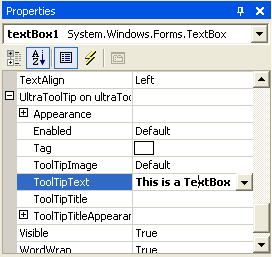 Properties
textBox1 System.Windows.Forms.TextBox
TextAlign Left
UltraToolTip on ultraToo
Appearance
Enabled Default
Tag
ToolTipImage Default
ToolTipText This is a TextBox
ToolTipTitle
ToolTipTitleAppearan
Visible True
WordWrap True